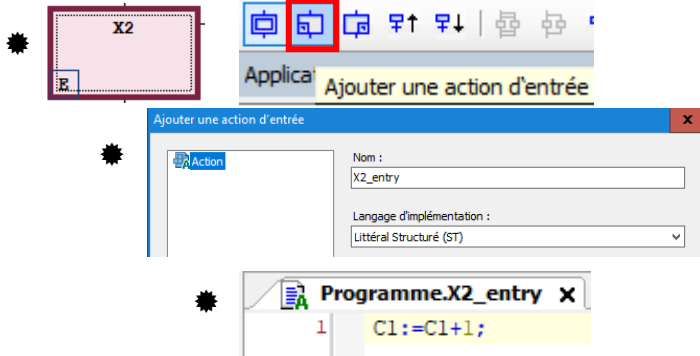 X2
E
Applica
Ajouter une action d'entrée
Ajouter une action d'entrée
Action
Nom :
X2_entry
Langage d'implémentation :
Littéral Structuré (ST)
Programme.X2_entry
1 C1:=C1+1;